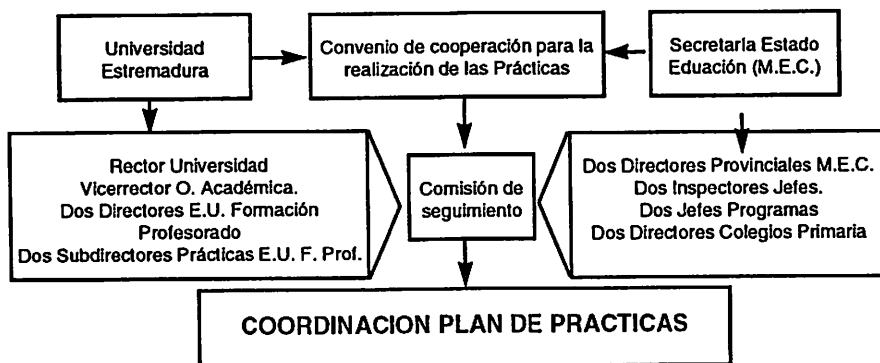 Universidad
Estremadura
Convenio de cooperación para la
realización de las Prácticas
Secretaría Estado
Eduación (M.E.C.)
Rector Universidad
Vicerrector O. Académica.
Dos Directores E.U. Formación
Profesorado
Dos Subdirectores Prácticas E.U. F. Prof.
Comisión de
seguimiento
Dos Directores Provinciales M.E.C.
Dos Inspectores Jefes.
Dos Jefes Programas
Dos Directores Colegios Primaria
COORDINACION PLAN DE PRACTICAS